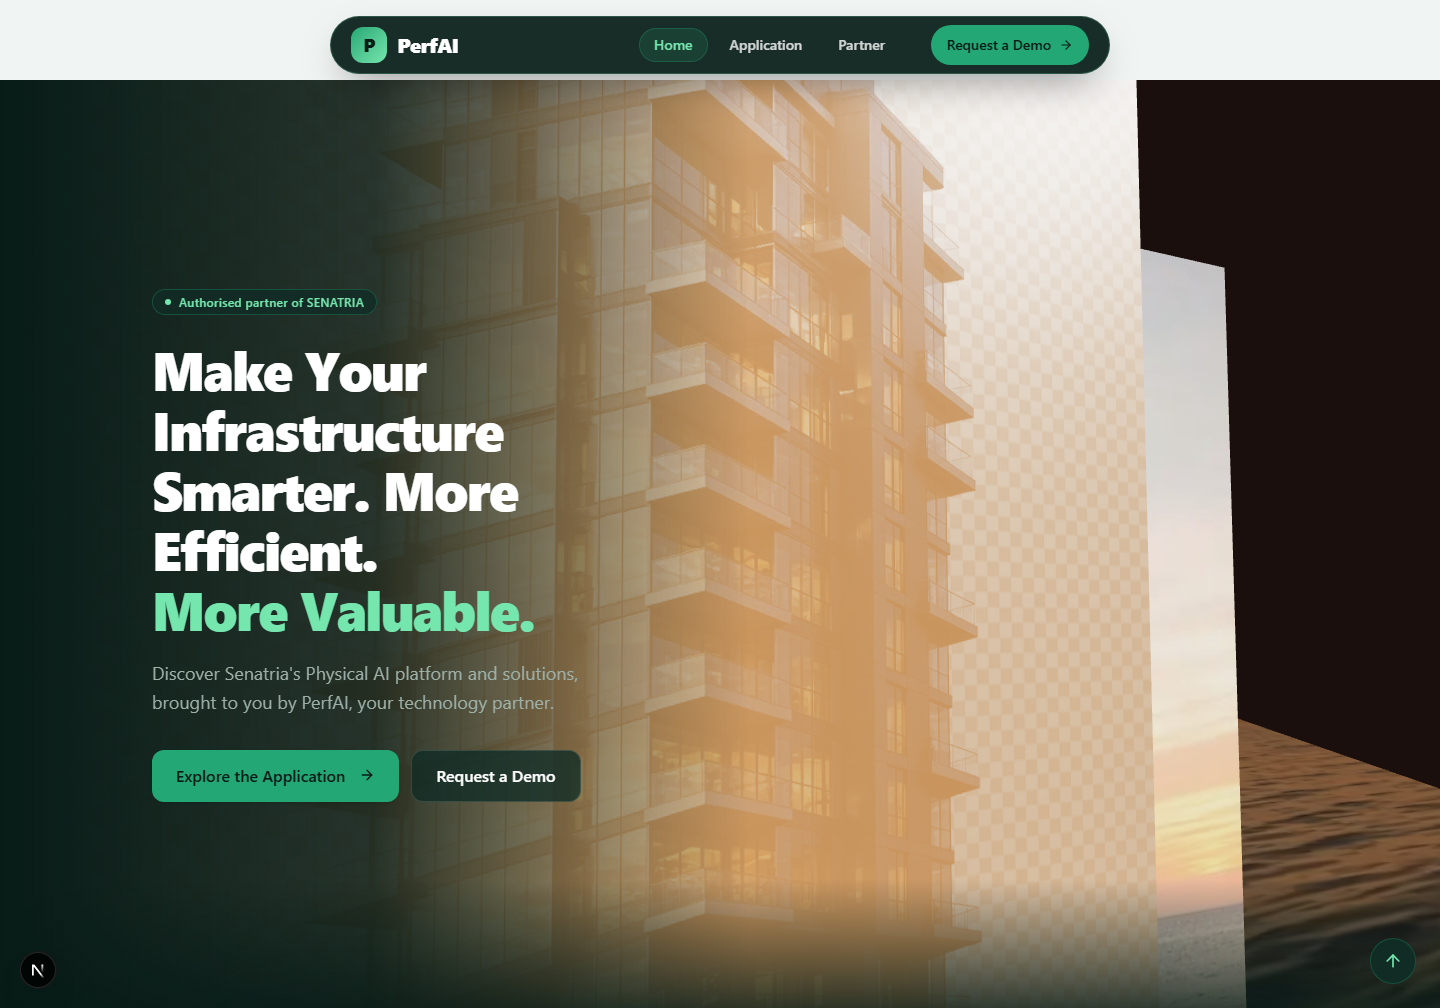 P PerfAI
Home Application Partner Request a Demo
Authorised partner of SENATRIA
Make Your
Infrastructure
Smarter. More
Efficient.
More Valuable.
Discover Senatria's Physical AI platform and solutions,
brought to you by PerfAI, your technology partner.
Explore the Application
Request a Demo
N